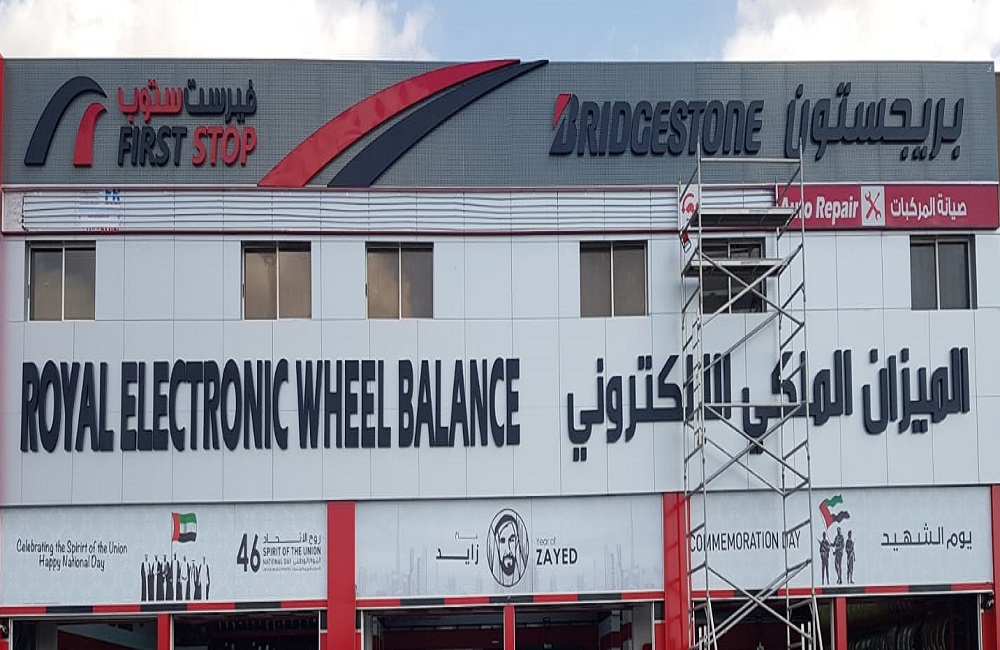 فيرست ستوب
FIRST STOP
BRIDGESTONE بريجستون
Auto Repair صيانة المركبات
ROYAL ELECTRONIC WHEEL BALANCE الميزان الملكي الالكتروني
Celebrating the Spirirt of the Union
Happy National Day
46
روح الاتحاد
SPIRIT OF THE UNION
زايد
Year of
ZAYED
COMMEMORATION DAY
يوم الشهيد